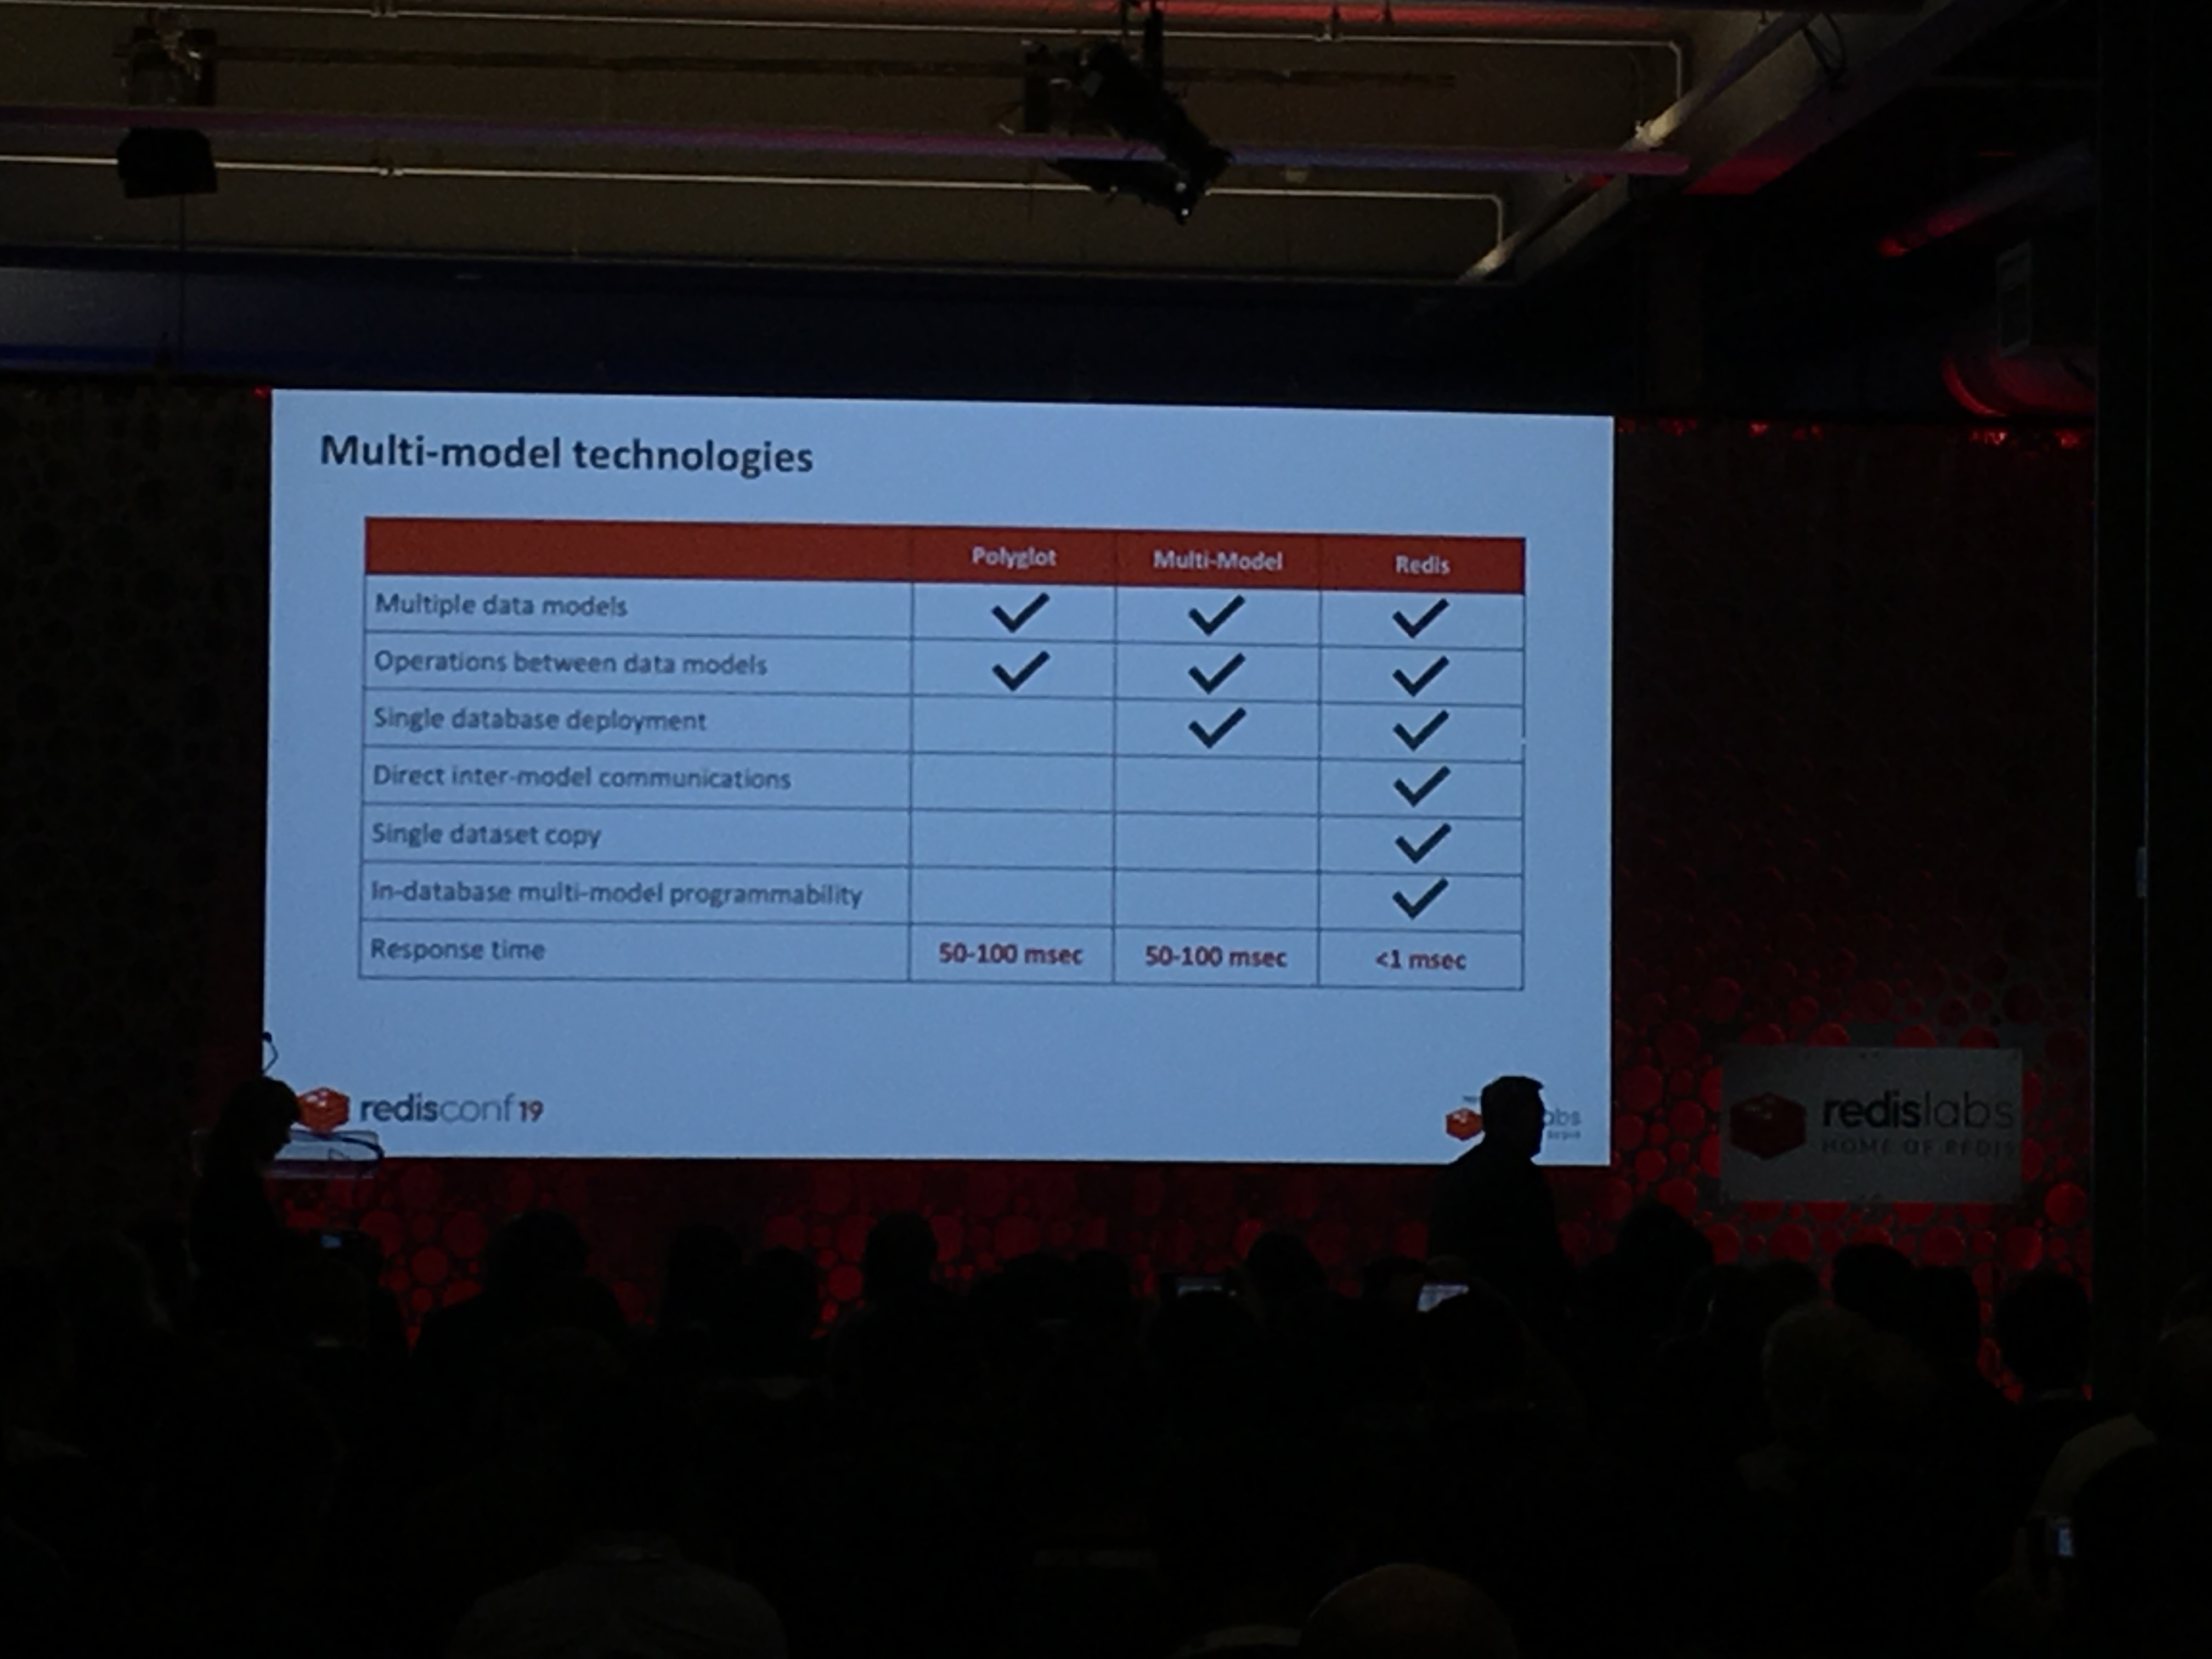 Multi-model technologies
Polyglot Multi-Model Redis
Multiple data models ✓ ✓ ✓
Operations between data models ✓ ✓ ✓
Single database deployment ✓ ✓
Direct inter-model communications ✓
Single dataset copy ✓
In-database multi-model programmability ✓
Response time 50-100 msec 50-100 msec <1 msec
redisconf19
abs
redislabs
HOME OF REDIS